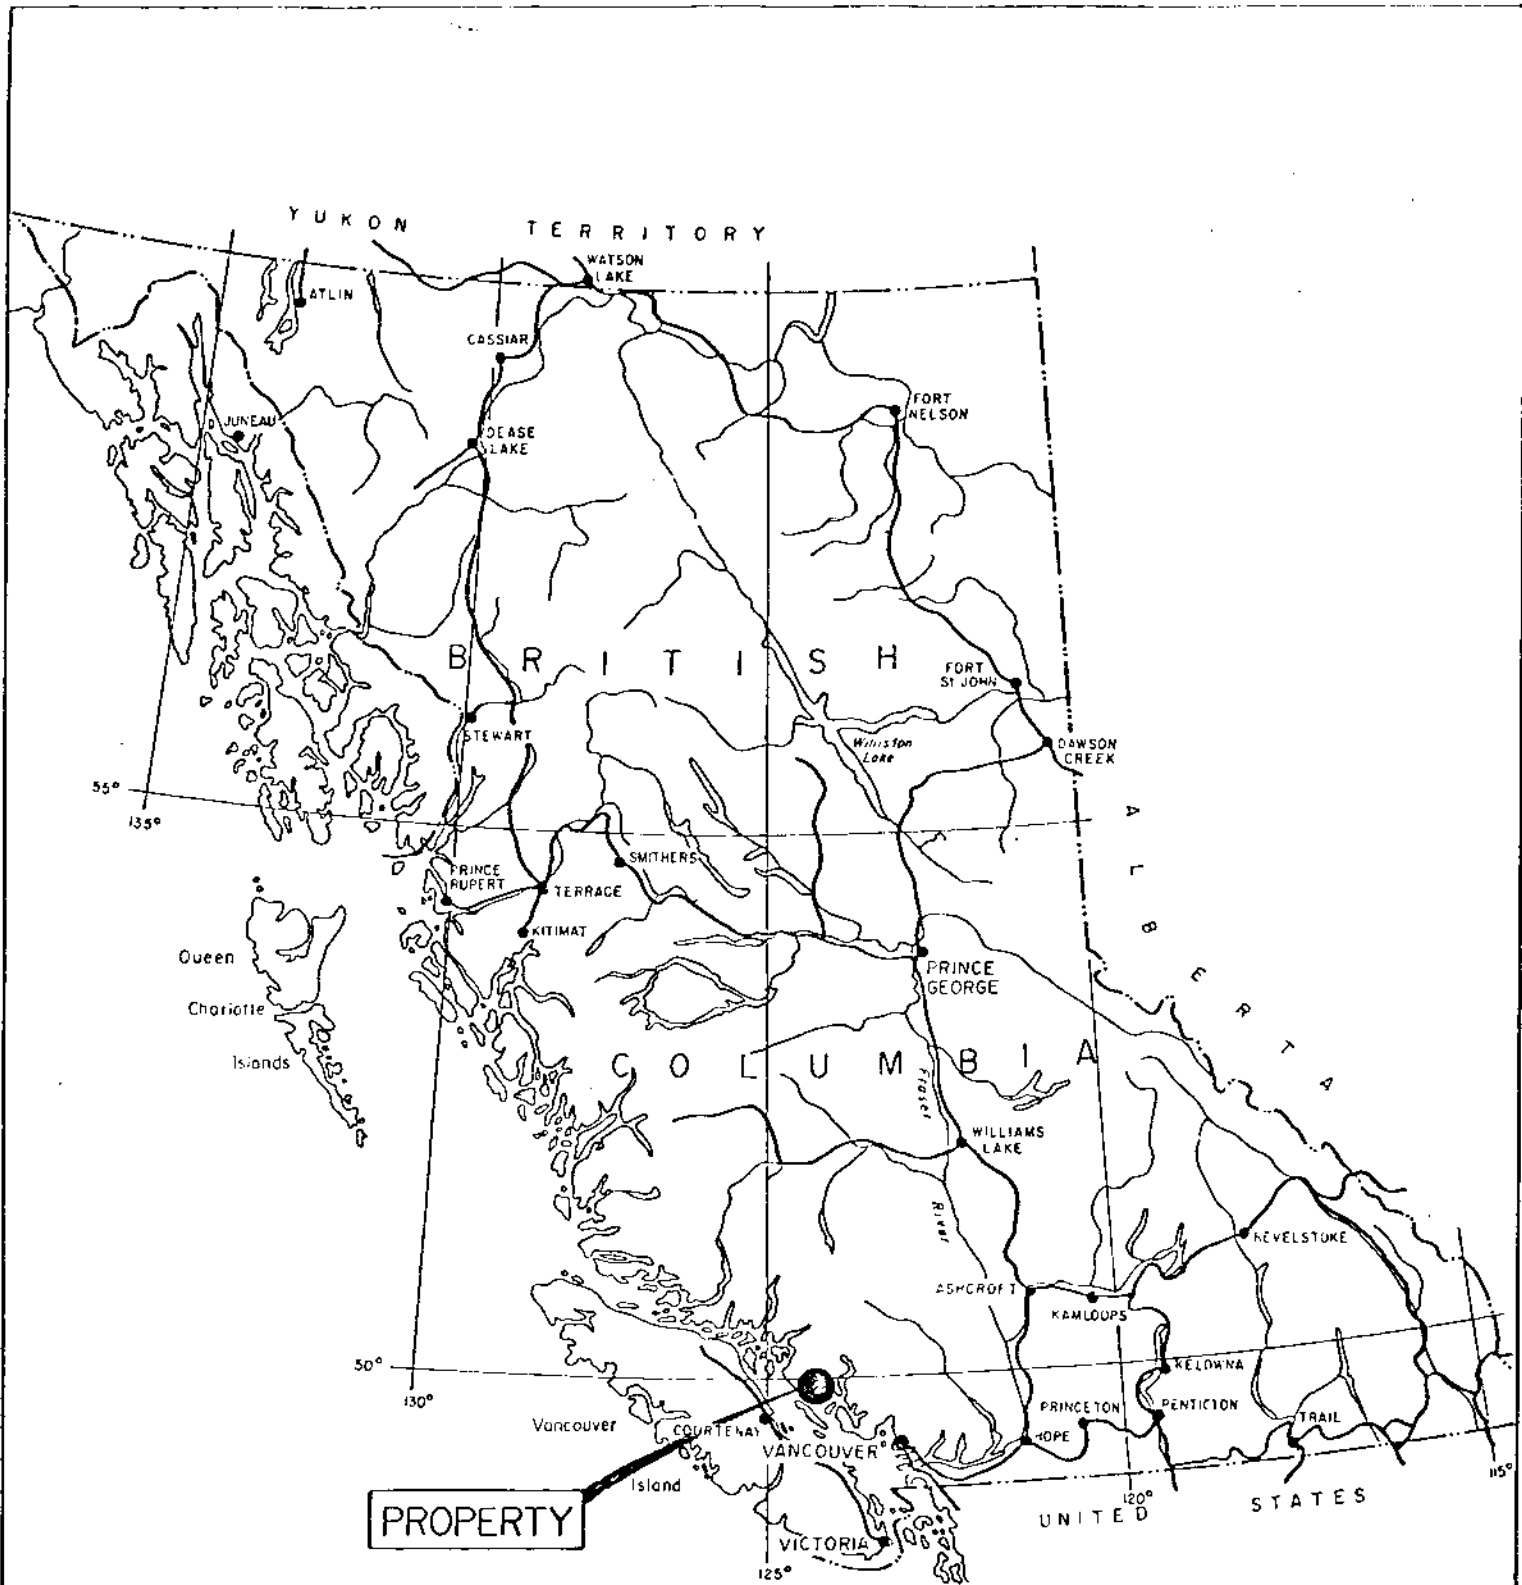 YUKON TERRITORY
WATSON
LAKE
ATLIN
CASSIAR
FORT
NELSON
JUNEAU
DEASE
LAKE
BRITISH
FORT
St JOHN
STEWART
Williston
Lake
DAWSON
CREEK
55°
135°
ALBERTA
PRINCE
RUPERT
SMITHERS
TERRACE
KITIMAT
Queen
Charlotte
Islands
PRINCE
GEORGE
COLUMBIA
Fraser
River
WILLIAMS
LAKE
REVELSTOKE
ASHCROFT
KAMLOOPS
50°
130°
KELOWNA
PRINCETON
PENTICTON
TRAIL
HOPE
Vancouver
Island
COURTENAY
VANCOUVER
PROPERTY
VICTORIA
125°
120°
115°
UNITED STATES